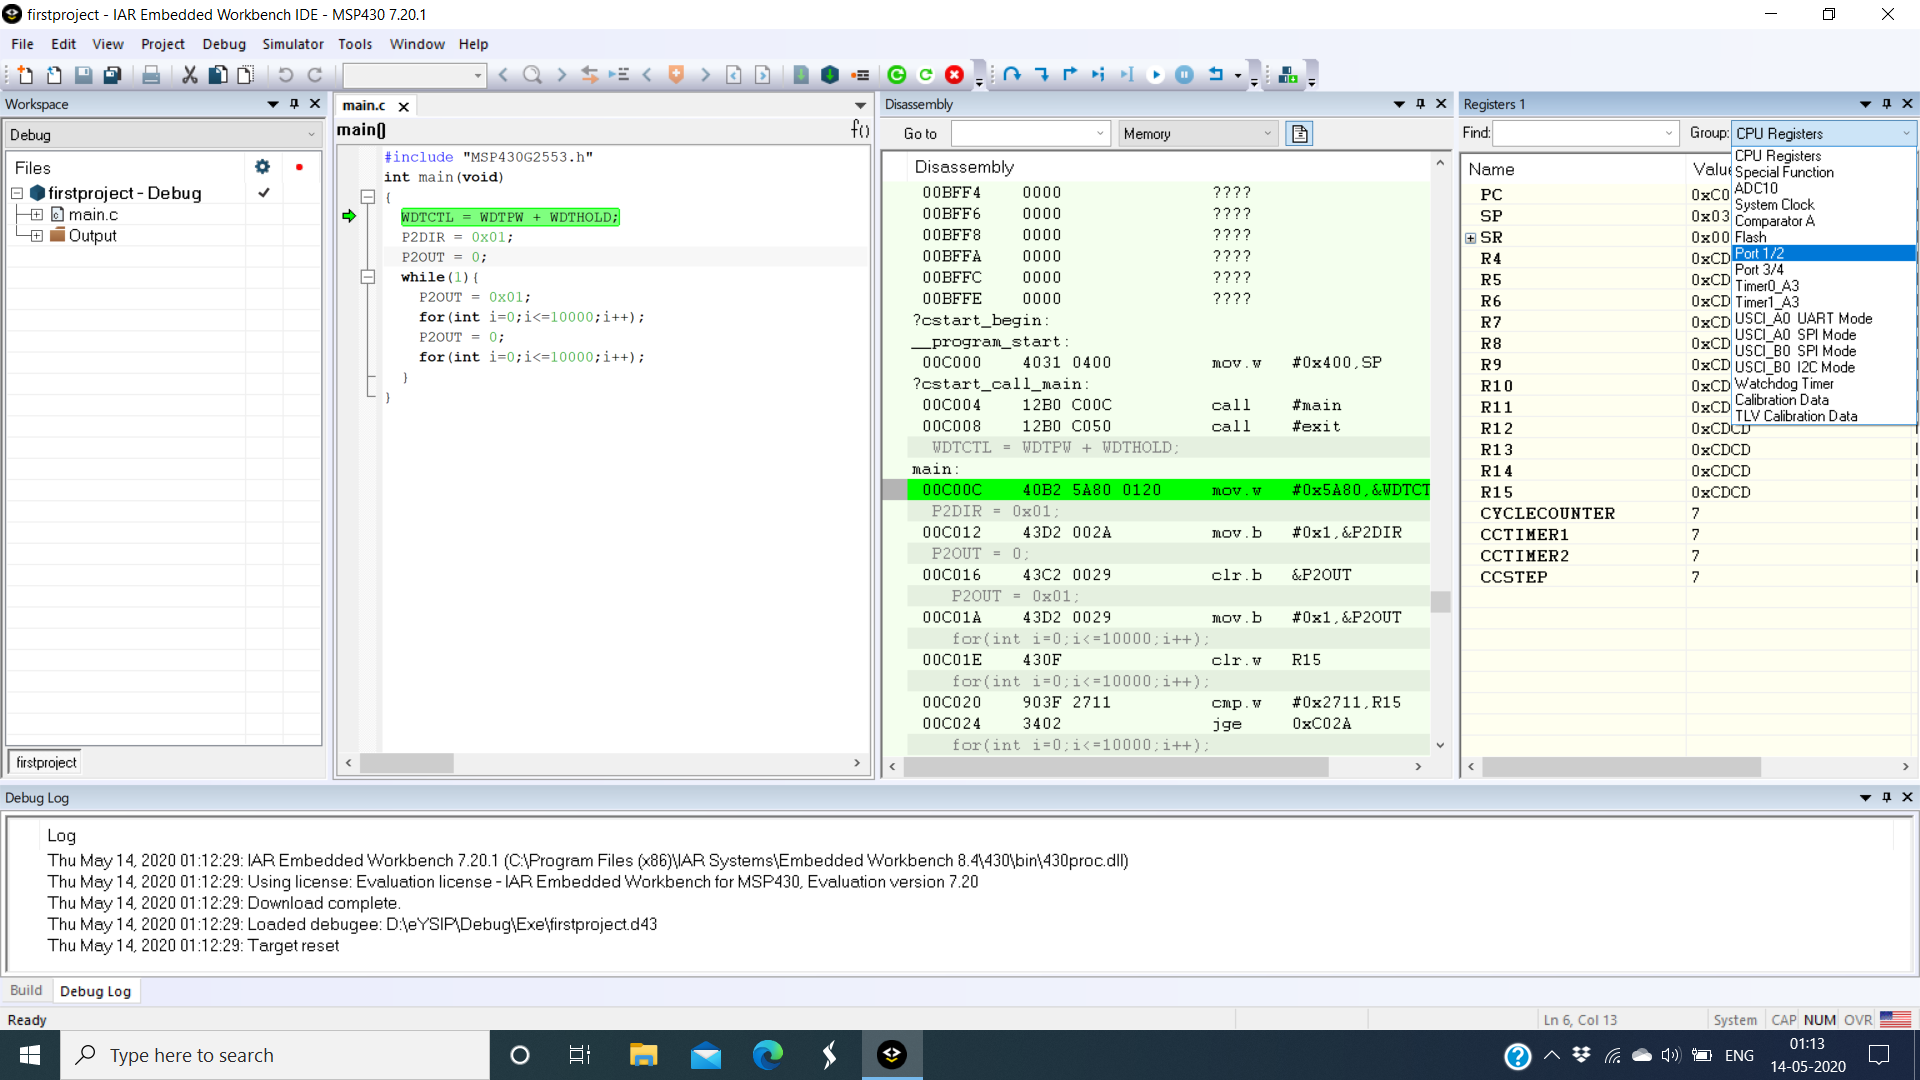 firstproject - IAR Embedded Workbench IDE - MSP430 7.20.1
File Edit View Project Debug Simulator Tools Window Help
Workspace
Debug
Files
firstproject - Debug
main.c
Output
firstproject
main.c
main()
f()
#include "MSP430G2553.h"
int main(void)
{
WDTCTL = WDTPW + WDTHOLD;
P2DIR = 0x01;
P2OUT = 0;
while(1){
P2OUT = 0x01;
for(int i=0;i<=10000;i++);
P2OUT = 0;
for(int i=0;i<=10000;i++);
}
}
Disassembly
Go to Memory
Disassembly
00BFF4 0000 ????
00BFF6 0000 ????
00BFF8 0000 ????
00BFFA 0000 ????
00BFFC 0000 ????
00BFFE 0000 ????
?cstart_begin:
__program_start:
00C000 4031 0400 mov.w #0x400,SP
?cstart_call_main:
00C004 12B0 C00C call #main
00C008 12B0 C050 call #exit
WDTCTL = WDTPW + WDTHOLD;
main:
00C00C 40B2 5A80 0120 mov.w #0x5A80,&WDTCT
P2DIR = 0x01;
00C012 43D2 002A mov.b #0x1,&P2DIR
P2OUT = 0;
00C016 43C2 0029 clr.b &P2OUT
P2OUT = 0x01;
00C01A 43D2 0029 mov.b #0x1,&P2OUT
for(int i=0;i<=10000;i++);
00C01E 430F clr.w R15
for(int i=0;i<=10000;i++);
00C020 903F 2711 cmp.w #0x2711,R15
00C024 3402 jge 0xC02A
for(int i=0;i<=10000;i++);
Registers 1
Find: Group: CPU Registers
Name Value
PC 0xC0
SP 0x03
SR 0x00
R4 0xCD
R5 0xCD
R6 0xCD
R7 0xCD
R8 0xCD
R9 0xCD
R10 0xCD
R11 0xCD
R12 0xCDCD
R13 0xCDCD
R14 0xCDCD
R15 0xCDCD
CYCLECOUNTER 7
CCTIMER1 7
CCTIMER2 7
CCSTEP 7
CPU Registers
Special Function
ADC10
System Clock
Comparator A
Flash
Port 1/2
Port 3/4
Timer0_A3
Timer1_A3
USCI_A0 UART Mode
USCI_A0 SPI Mode
USCI_B0 SPI Mode
USCI_B0 I2C Mode
Watchdog Timer
Calibration Data
TLV Calibration Data
Debug Log
Log
Thu May 14, 2020 01:12:29: IAR Embedded Workbench 7.20.1 (C:\Program Files (x86)\IAR Systems\Embedded Workbench 8.4\430\bin\430proc.dll)
Thu May 14, 2020 01:12:29: Using license: Evaluation license - IAR Embedded Workbench for MSP430, Evaluation version 7.20
Thu May 14, 2020 01:12:29: Download complete.
Thu May 14, 2020 01:12:29: Loaded debugee: D:\eYSIP\Debug\Exe\firstproject.d43
Thu May 14, 2020 01:12:29: Target reset
Build Debug Log
Ready Ln 6, Col 13 System CAP NUM OVR
Type here to search
ENG
01:13
14-05-2020